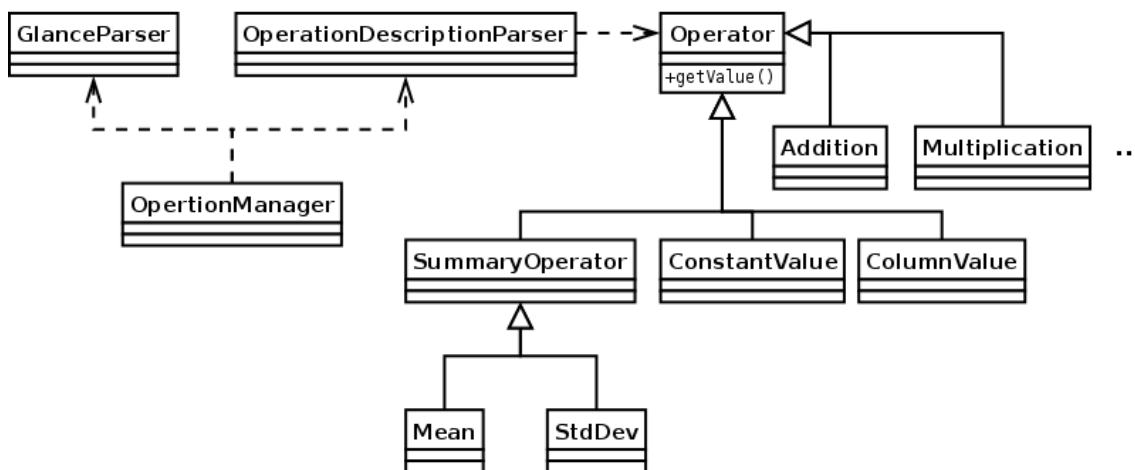 GlanceParser
OperationDescriptionParser
Operator
+getValue()
Addition
Multiplication
..
OpertionManager
SummaryOperator
ConstantValue
ColumnValue
Mean
StdDev